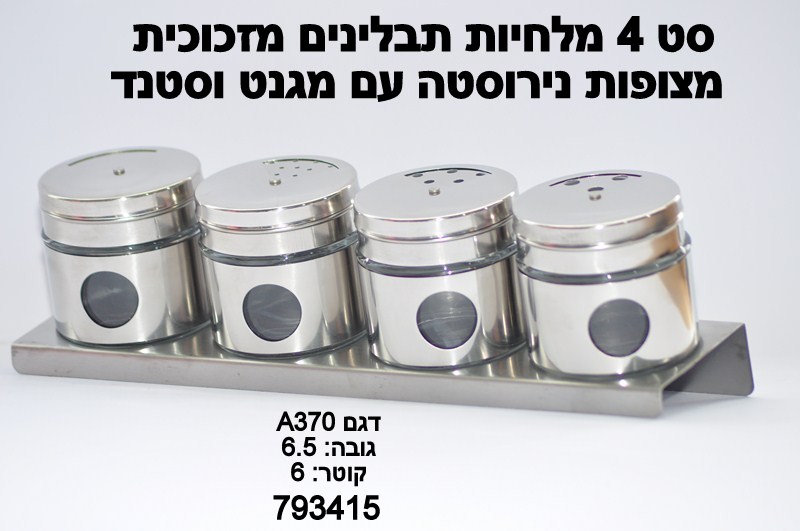 סט 4 מלחיות תבלינים מזכוכית
מצופות נירוסטה עם מגנט וסטנד
דגם A370
גובה: 6.5
קוטר: 6
793415